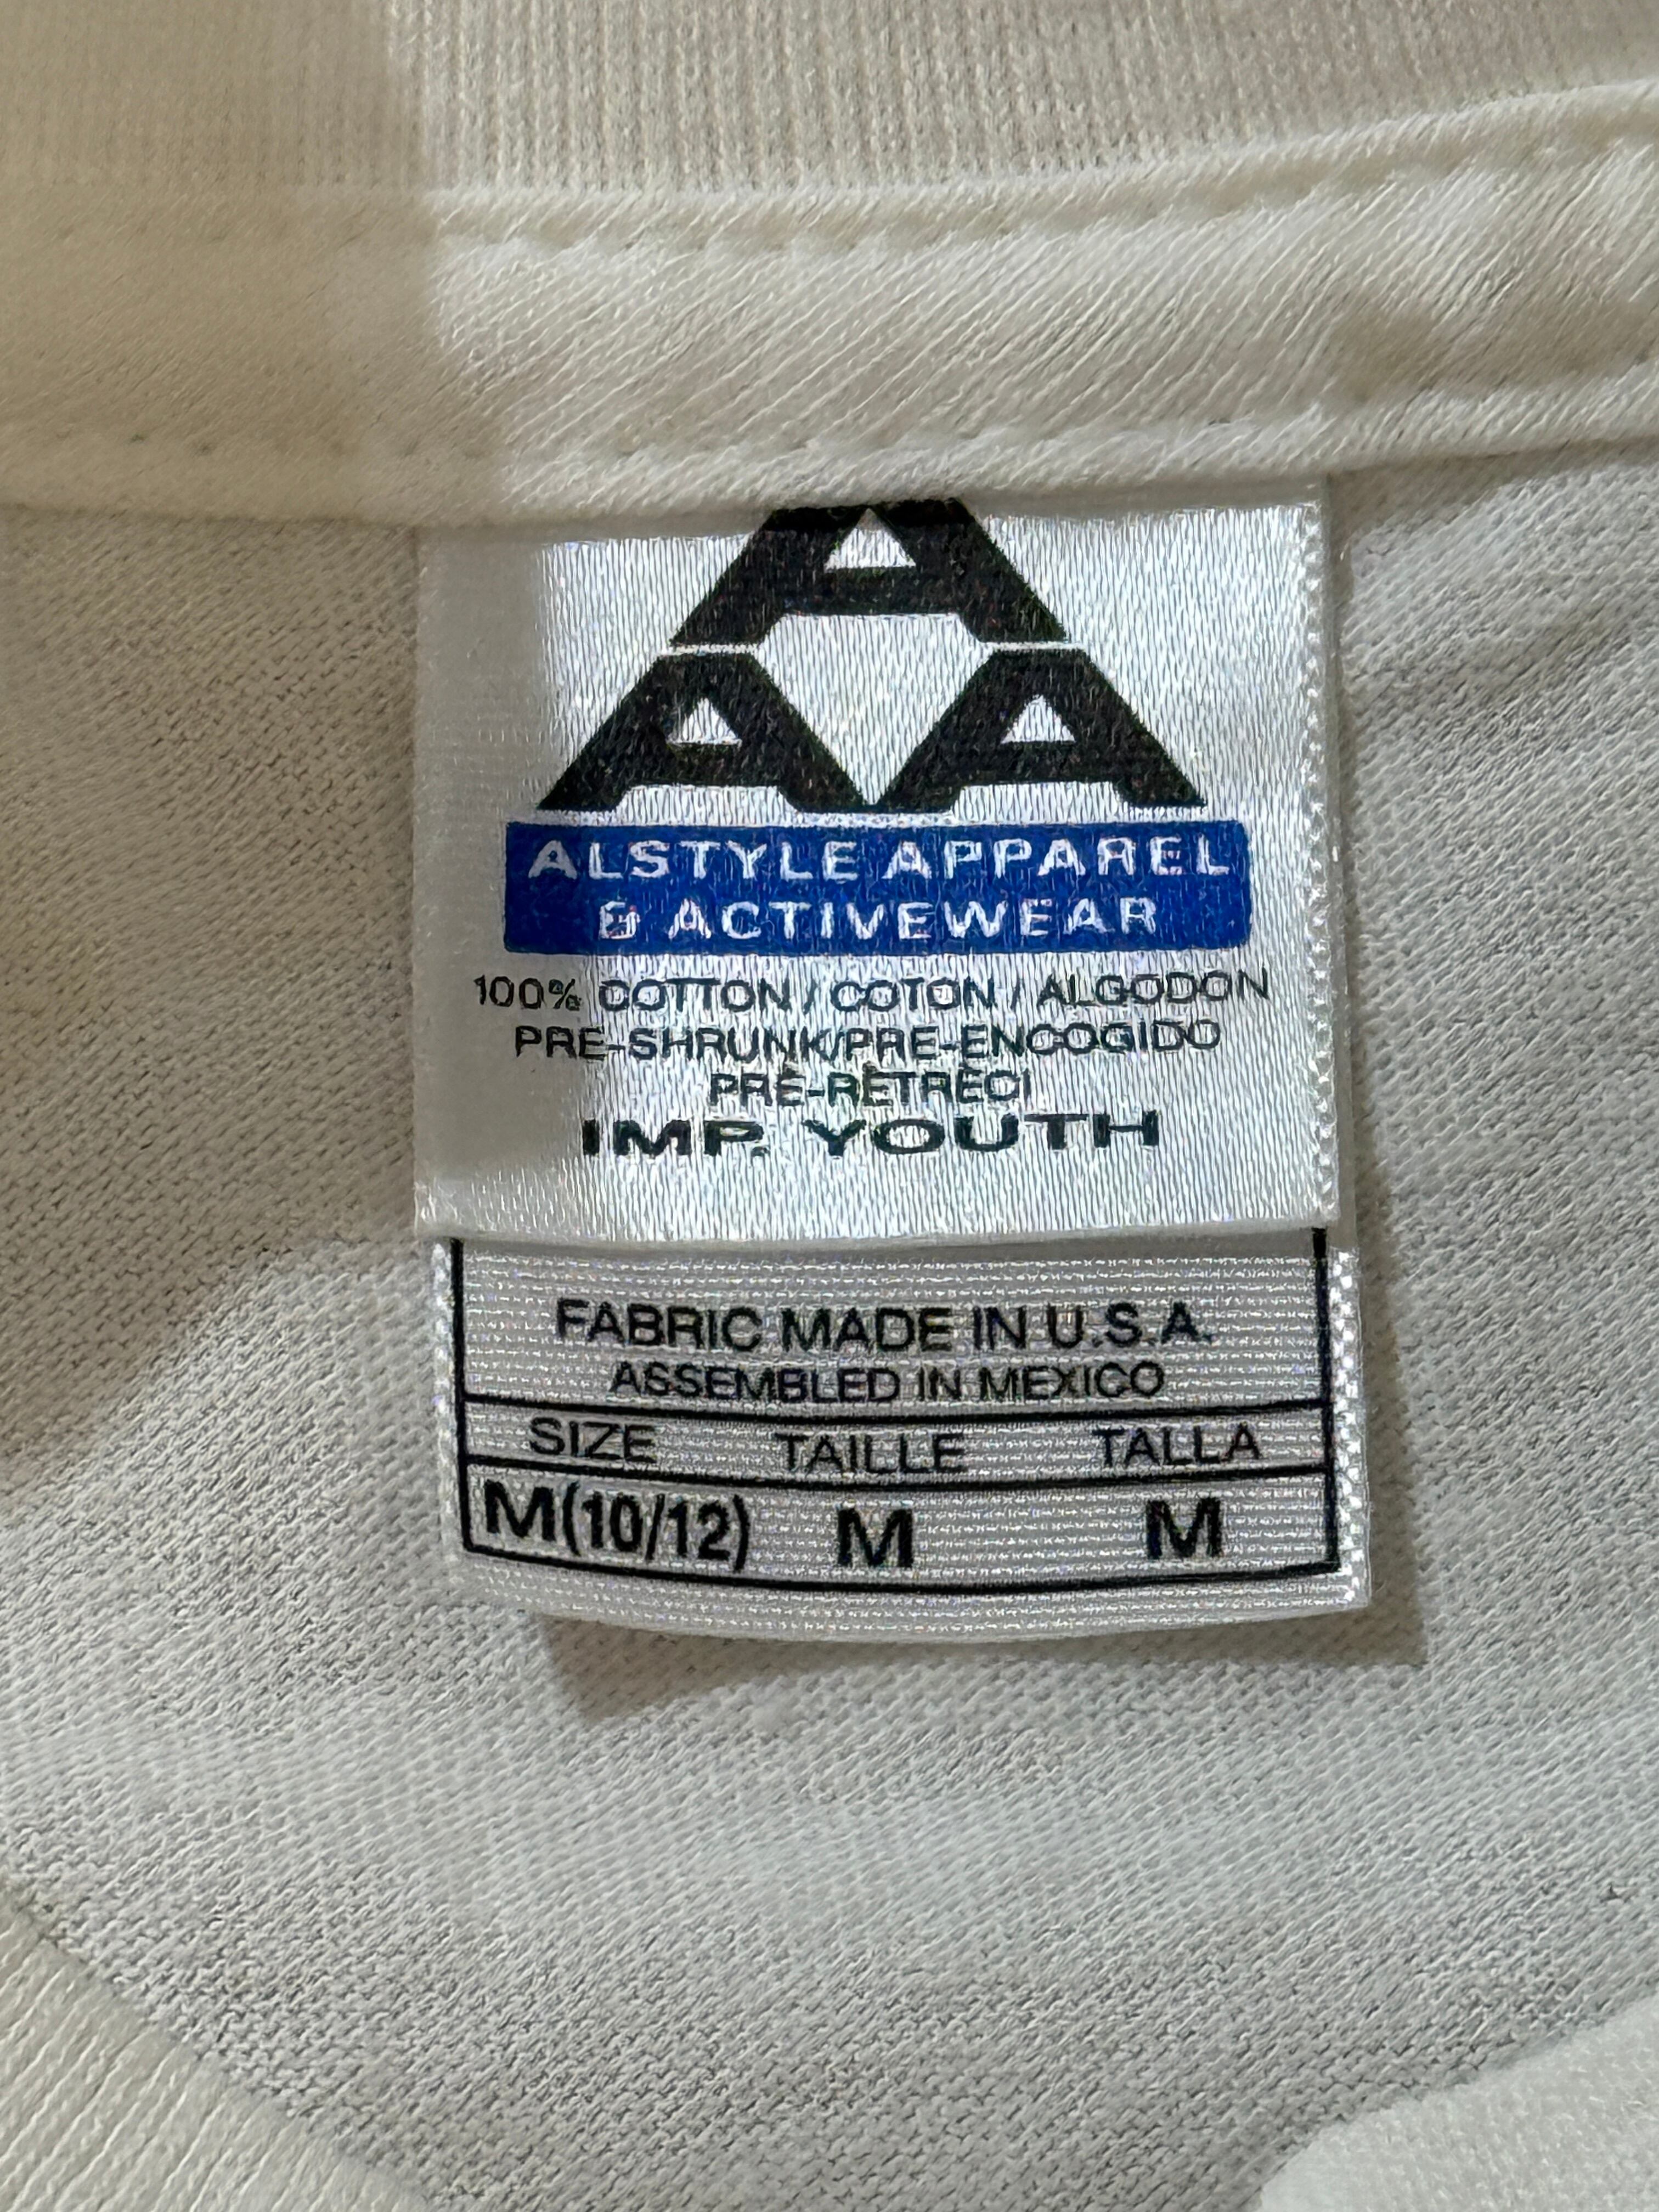 A
A A
ALSTYLE APPAREL
& ACTIVEWEAR
100% COTTON / COTON / ALGODON
PRE-SHRUNK/PRE-ENCOGIDO
PRÉ-RÉTRÉCI
IMP. YOUTH
FABRIC MADE IN U.S.A.
ASSEMBLED IN MEXICO
SIZE TAILLE TALLA
M(10/12) M M